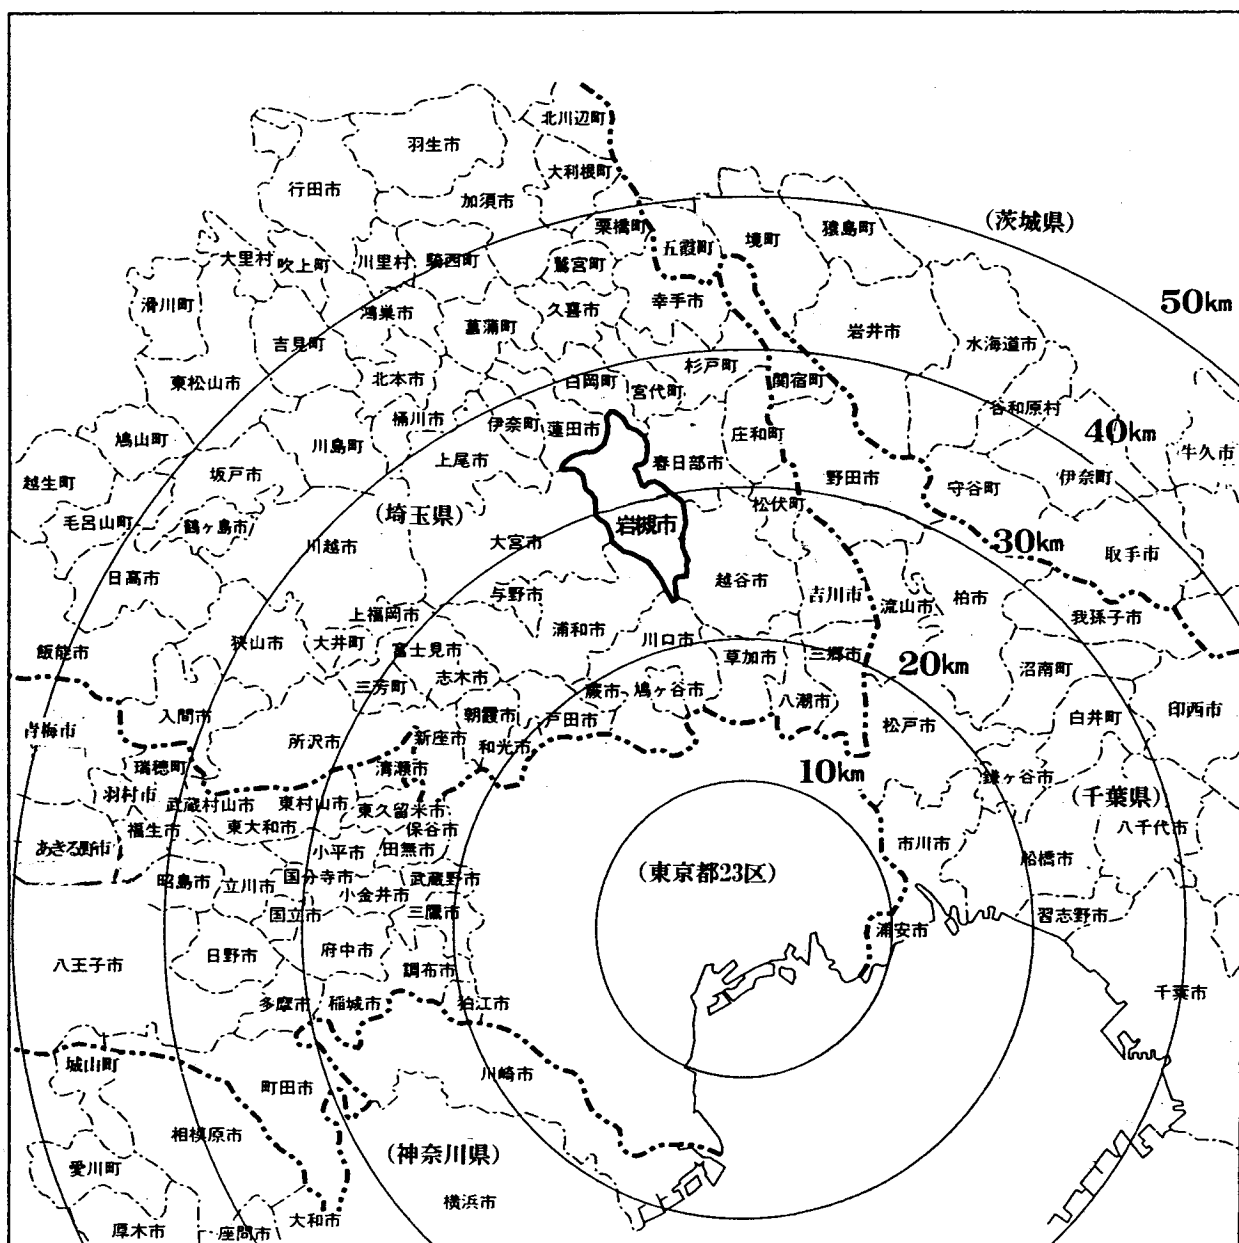 北川辺町
羽生市
大利根町
行田市
加須市
栗橋町
(茨城県)
猿島町
境町
五霞町
大里村
吹上町
川里村
騎西町
鷲宮町
50km
滑川町
鴻巣市
菖蒲町
久喜市
幸手市
岩井市
吉見町
水海道市
東松山市
北本市
白岡町
宮代町
杉戸町
関宿町
桶川市
谷和原村
鳩山町
川島町
伊奈町
蓮田市
庄和町
40km
牛久市
越生町
坂戸市
上尾市
春日部市
野田市
守谷町
伊奈町
毛呂山町
鶴ヶ島市
(埼玉県)
松伏町
岩槻市
川越市
大宮市
30km
取手市
日高市
越谷市
与野市
吉川市
流山市
柏市
上福岡市
我孫子市
飯能市
狭山市
大井町
浦和市
川口市
富士見市
草加市
三郷市
20km
沼南町
三芳町
志木市
蕨市
鳩ヶ谷市
入間市
朝霞市
戸田市
八潮市
松戸市
白井町
印西市
青梅市
所沢市
新座市
和光市
瑞穂町
清瀬市
10km
鎌ヶ谷市
羽村市
武蔵村山市
東村山市
東久留米市
(千葉県)
福生市
東大和市
保谷市
八千代市
あきる野市
小平市
田無市
市川市
船橋市
昭島市
立川市
国分寺市
小金井市
武蔵野市
(東京都23区)
国立市
三鷹市
習志野市
浦安市
八王子市
日野市
府中市
調布市
千葉市
多摩市
稲城市
狛江市
城山町
町田市
川崎市
相模原市
(神奈川県)
愛川町
横浜市
厚木市
座間市
大和市